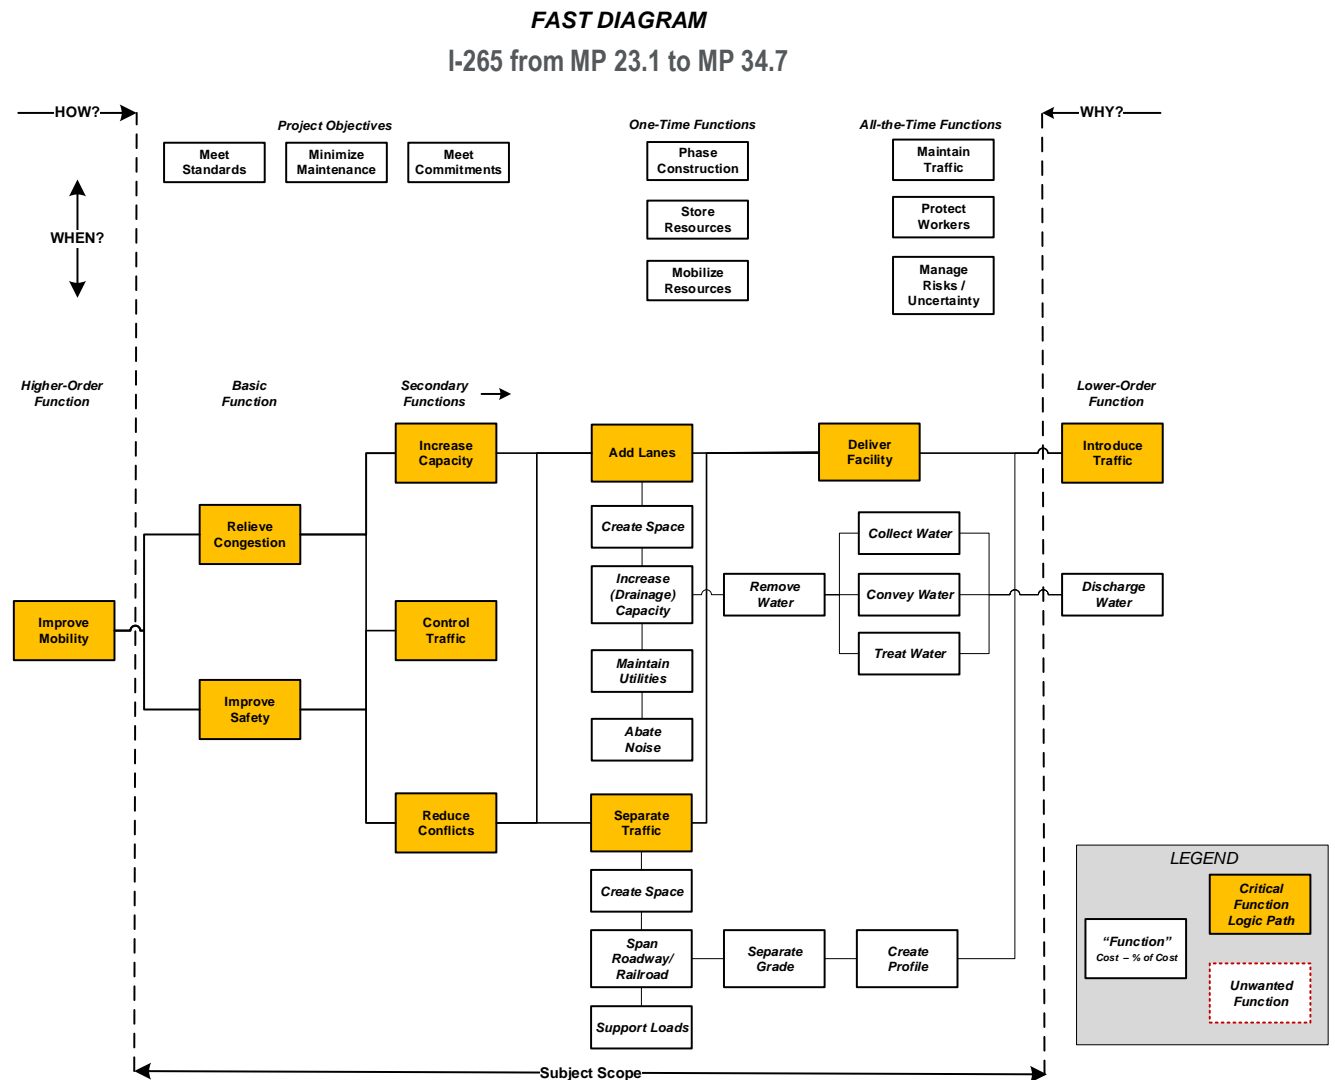 FAST DIAGRAM
I-265 from MP 23.1 to MP 34.7
HOW?
WHY?
WHEN?
Project Objectives
Meet
Standards
Minimize
Maintenance
Meet
Commitments
One-Time Functions
Phase
Construction
Store
Resources
Mobilize
Resources
All-the-Time Functions
Maintain
Traffic
Protect
Workers
Manage
Risks /
Uncertainty
Higher-Order
Function
Basic
Function
Secondary
Functions
Lower-Order
Function
Improve
Mobility
Relieve
Congestion
Improve
Safety
Increase
Capacity
Control
Traffic
Reduce
Conflicts
Add Lanes
Create Space
Increase
(Drainage)
Capacity
Maintain
Utilities
Abate
Noise
Separate
Traffic
Create Space
Span
Roadway/
Railroad
Support Loads
Remove
Water
Separate
Grade
Deliver
Facility
Collect Water
Convey Water
Treat Water
Create
Profile
Introduce
Traffic
Discharge
Water
LEGEND
Critical
Function
Logic Path
“Function”
Cost – % of Cost
Unwanted
Function
Subject Scope